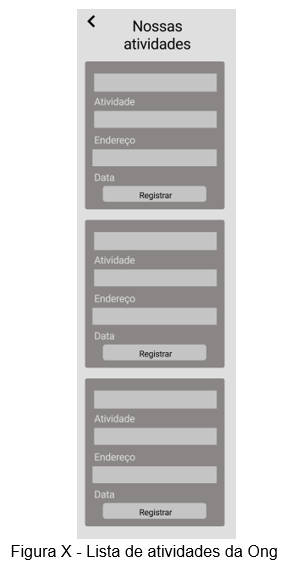 Nossas
atividades
Atividade
Endereço
Data
Registrar
Atividade
Endereço
Data
Registrar
Atividade
Endereço
Data
Registrar
Figura X - Lista de atividades da Ong